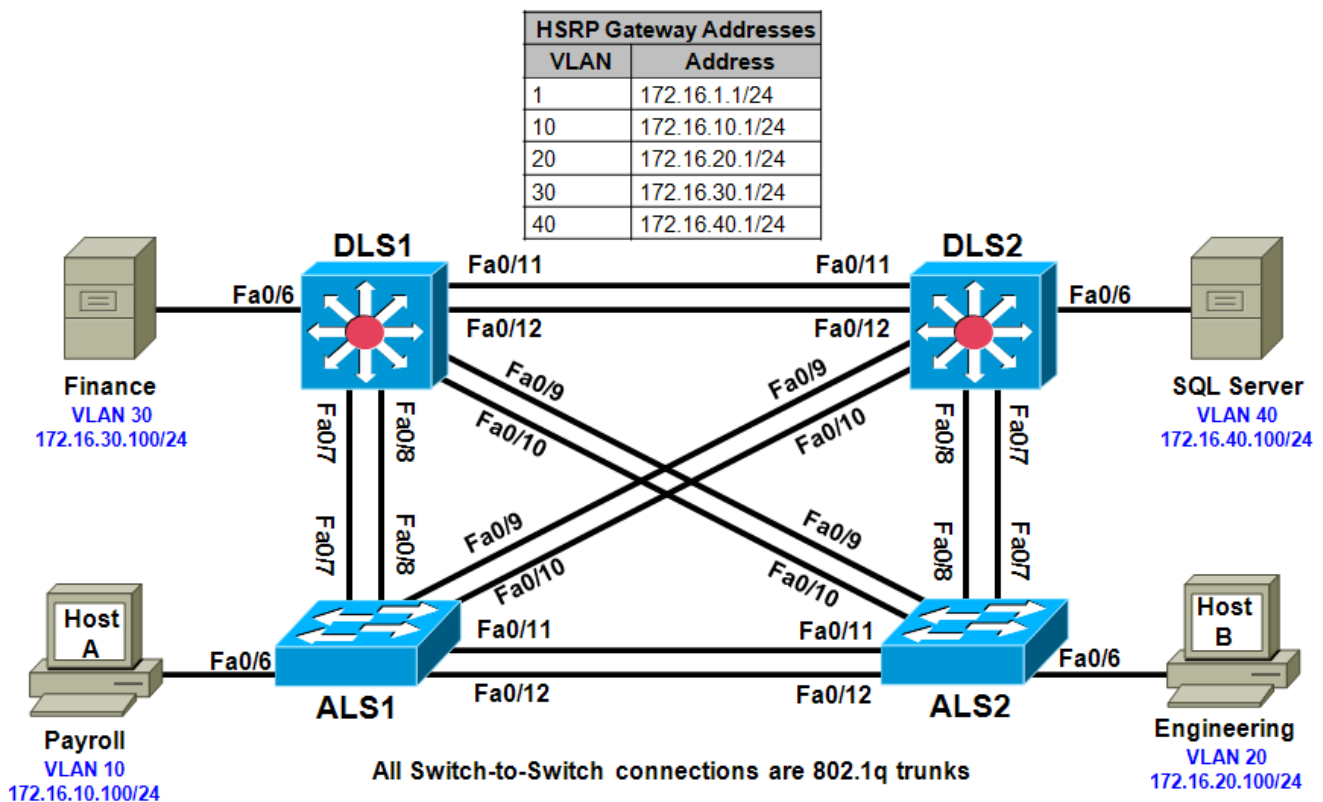 HSRP Gateway Addresses
VLAN Address
1 172.16.1.1/24
10 172.16.10.1/24
20 172.16.20.1/24
30 172.16.30.1/24
40 172.16.40.1/24
DLS1
DLS2
Fa0/11
Fa0/11
Fa0/6
Fa0/6
Fa0/12
Fa0/12
Finance
VLAN 30
172.16.30.100/24
SQL Server
VLAN 40
172.16.40.100/24
Fa0/9
Fa0/10
Fa0/9
Fa0/10
Fa0/7
Fa0/8
Fa0/8
Fa0/7
Fa0/7
Fa0/8
Fa0/9
Fa0/10
Fa0/9
Fa0/10
Fa0/8
Fa0/7
Host
A
Host
B
Fa0/6
Fa0/11
Fa0/11
Fa0/6
Fa0/12
Fa0/12
ALS1
ALS2
Payroll
VLAN 10
172.16.10.100/24
Engineering
VLAN 20
172.16.20.100/24
All Switch-to-Switch connections are 802.1q trunks